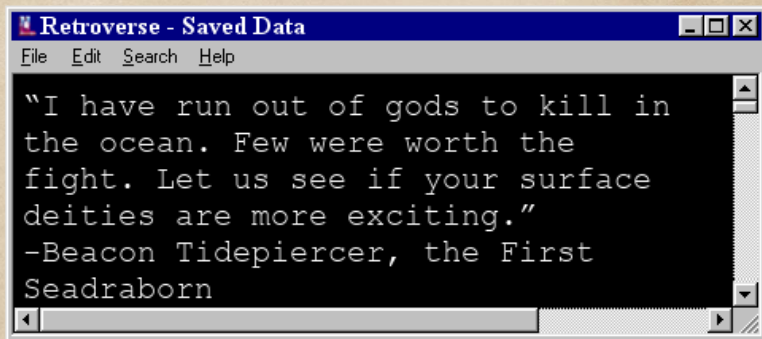 Retroverse - Saved Data
File Edit Search Help
“I have run out of gods to kill in
the ocean. Few were worth the
fight. Let us see if your surface
deities are more exciting.”
-Beacon Tidepiercer, the First
Seadraborn